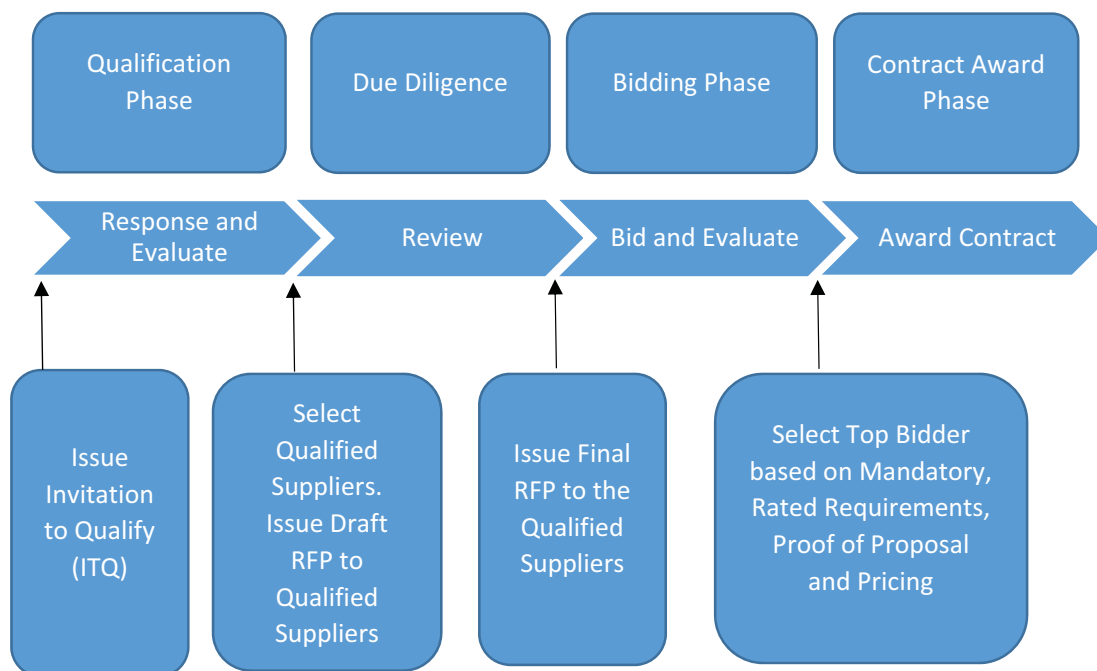 Qualification
Phase
Due Diligence
Bidding Phase
Contract Award
Phase
Response and
Evaluate
Review
Bid and Evaluate
Award Contract
Issue
Invitation
to Qualify
(ITQ)
Select
Qualified
Suppliers.
Issue Draft
RFP to
Qualified
Suppliers
Issue Final
RFP to the
Qualified
Suppliers
Select Top Bidder
based on Mandatory,
Rated Requirements,
Proof of Proposal
and Pricing